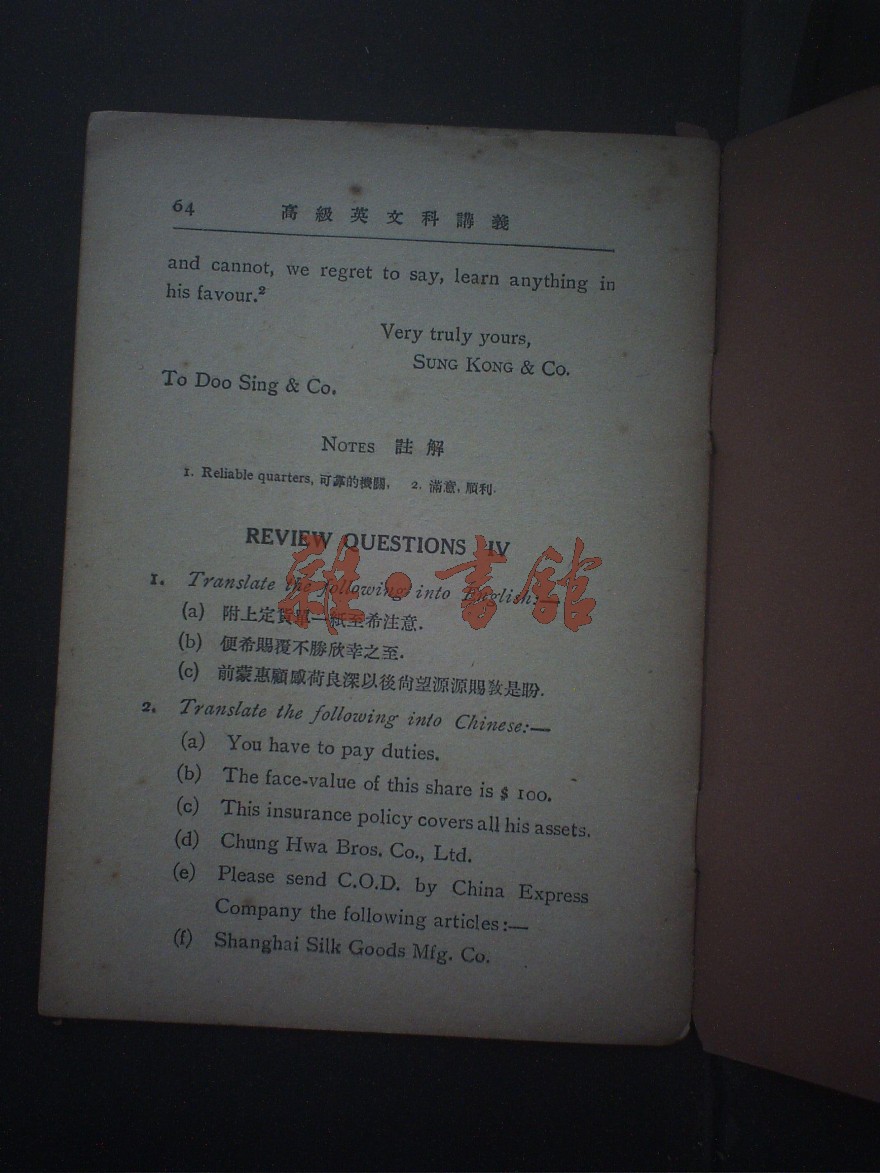 64 高級英文科講義
and cannot, we regret to say, learn anything in
his favour.²
Very truly yours,
SUNG KONG & Co.
To Doo Sing & Co.
NOTES 註解
1. Reliable quarters, 可靠的機關. 2. 滿意, 順利.
REVIEW QUESTIONS IV
1. Translate the following into English:—
(a) 附上定貨單一紙至希注意.
(b) 便希賜覆不勝欣幸之至.
(c) 前蒙惠顧感荷良深以後尙望源源賜敎是盼.
2. Translate the following into Chinese:—
(a) You have to pay duties.
(b) The face-value of this share is $ 100.
(c) This insurance policy covers all his assets.
(d) Chung Hwa Bros. Co., Ltd.
(e) Please send C.O.D. by China Express
Company the following articles:—
(f) Shanghai Silk Goods Mfg. Co.
雜·書館